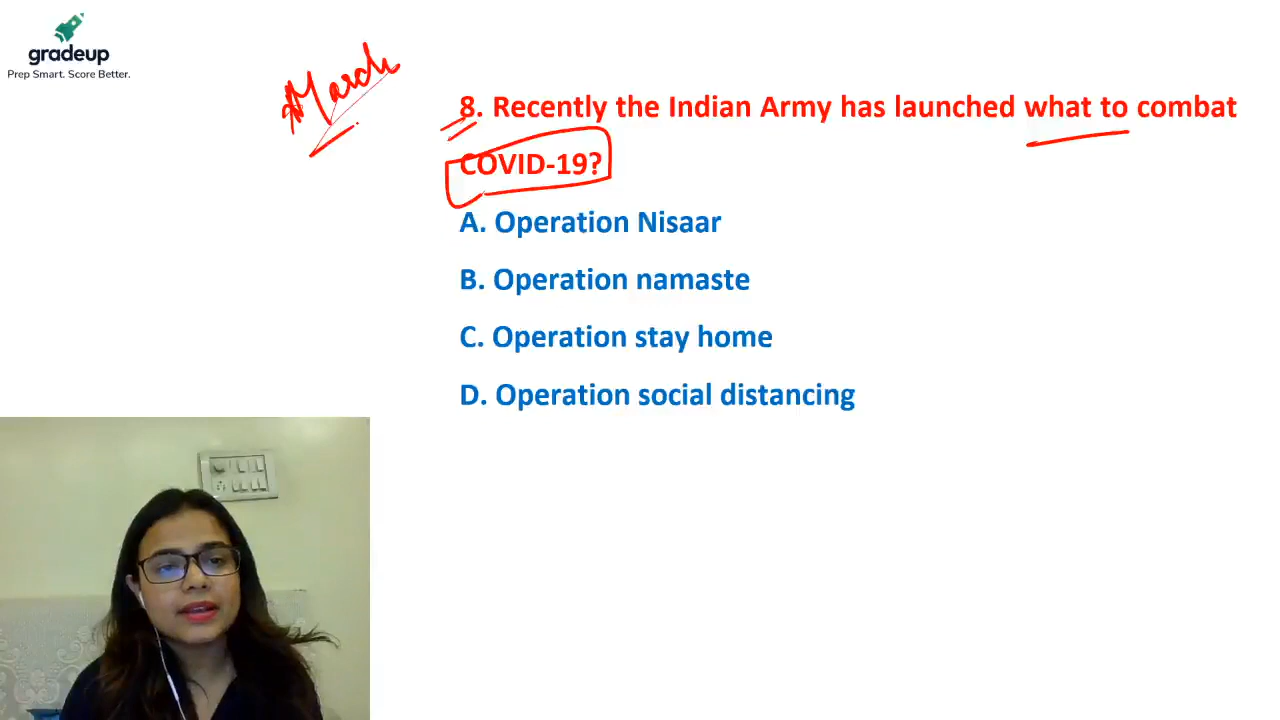 gradeup
Prep Smart. Score Better.
March
8. Recently the Indian Army has launched what to combat
COVID-19?
A. Operation Nisaar
B. Operation namaste
C. Operation stay home
D. Operation social distancing